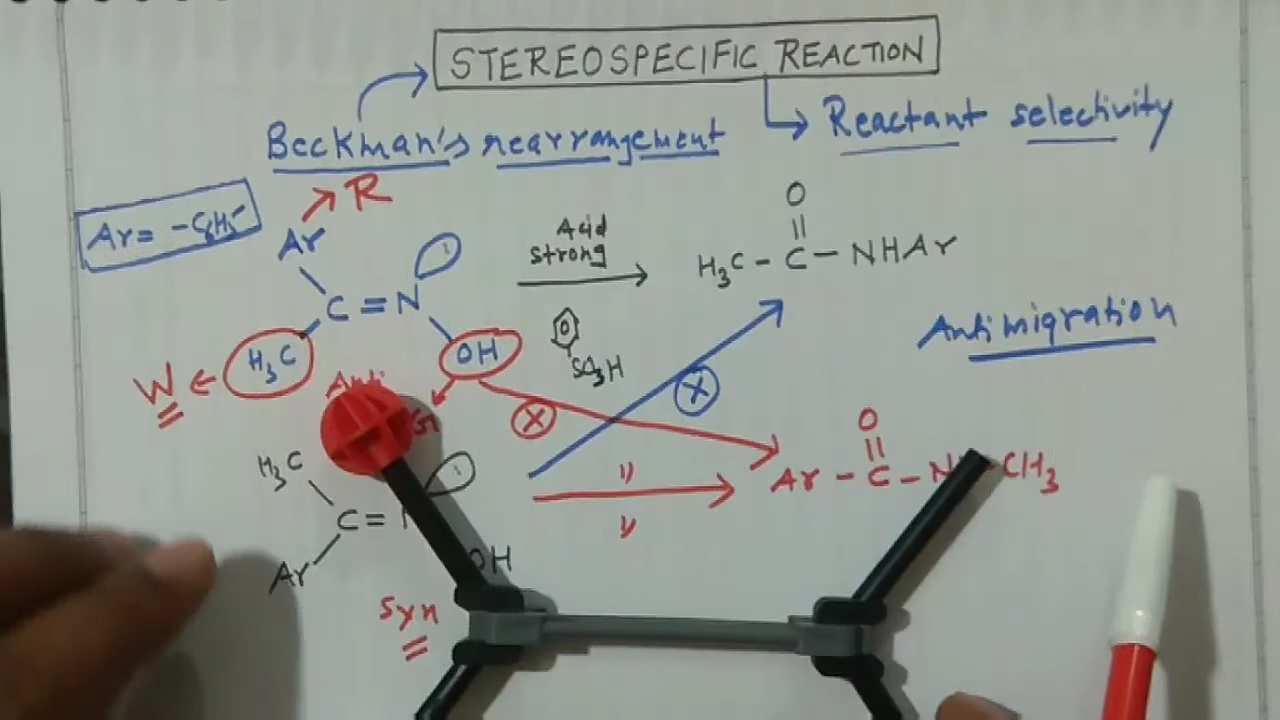 STEREOSPECIFIC REACTION
Beckman's rearrangement
Reactant selectivity
R
Ar= -C6H5
Ar
C = N
H3C
OH
W
Anti
Acid
strong
SO3H
O
H3C - C - NHAr
Antimigration
X
X
H3C
C = N
Ar
OH
Syn
"
"
O
Ar - C - N CH3